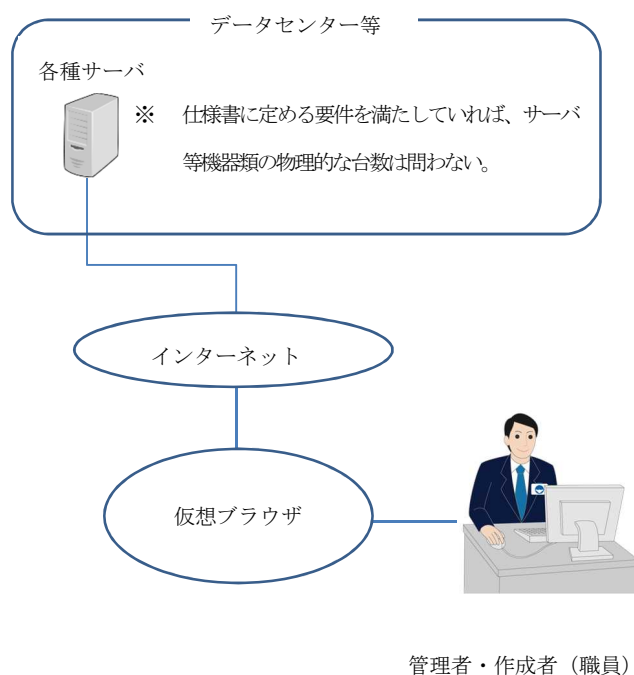 データセンター等
各種サーバ
※ 仕様書に定める要件を満たしていれば、サーバ
等機器類の物理的な台数は問わない。
インターネット
仮想ブラウザ
管理者・作成者（職員）